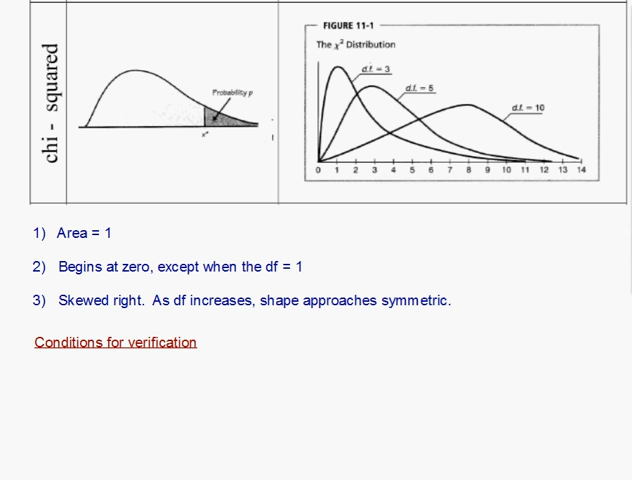 chi - squared
Probability p
x*
FIGURE 11-1
The χ² Distribution
d.f. = 3
d.f. = 5
d.f. = 10
0 1 2 3 4 5 6 7 8 9 10 11 12 13 14
1) Area = 1
2) Begins at zero, except when the df = 1
3) Skewed right. As df increases, shape approaches symmetric.
Conditions for verification